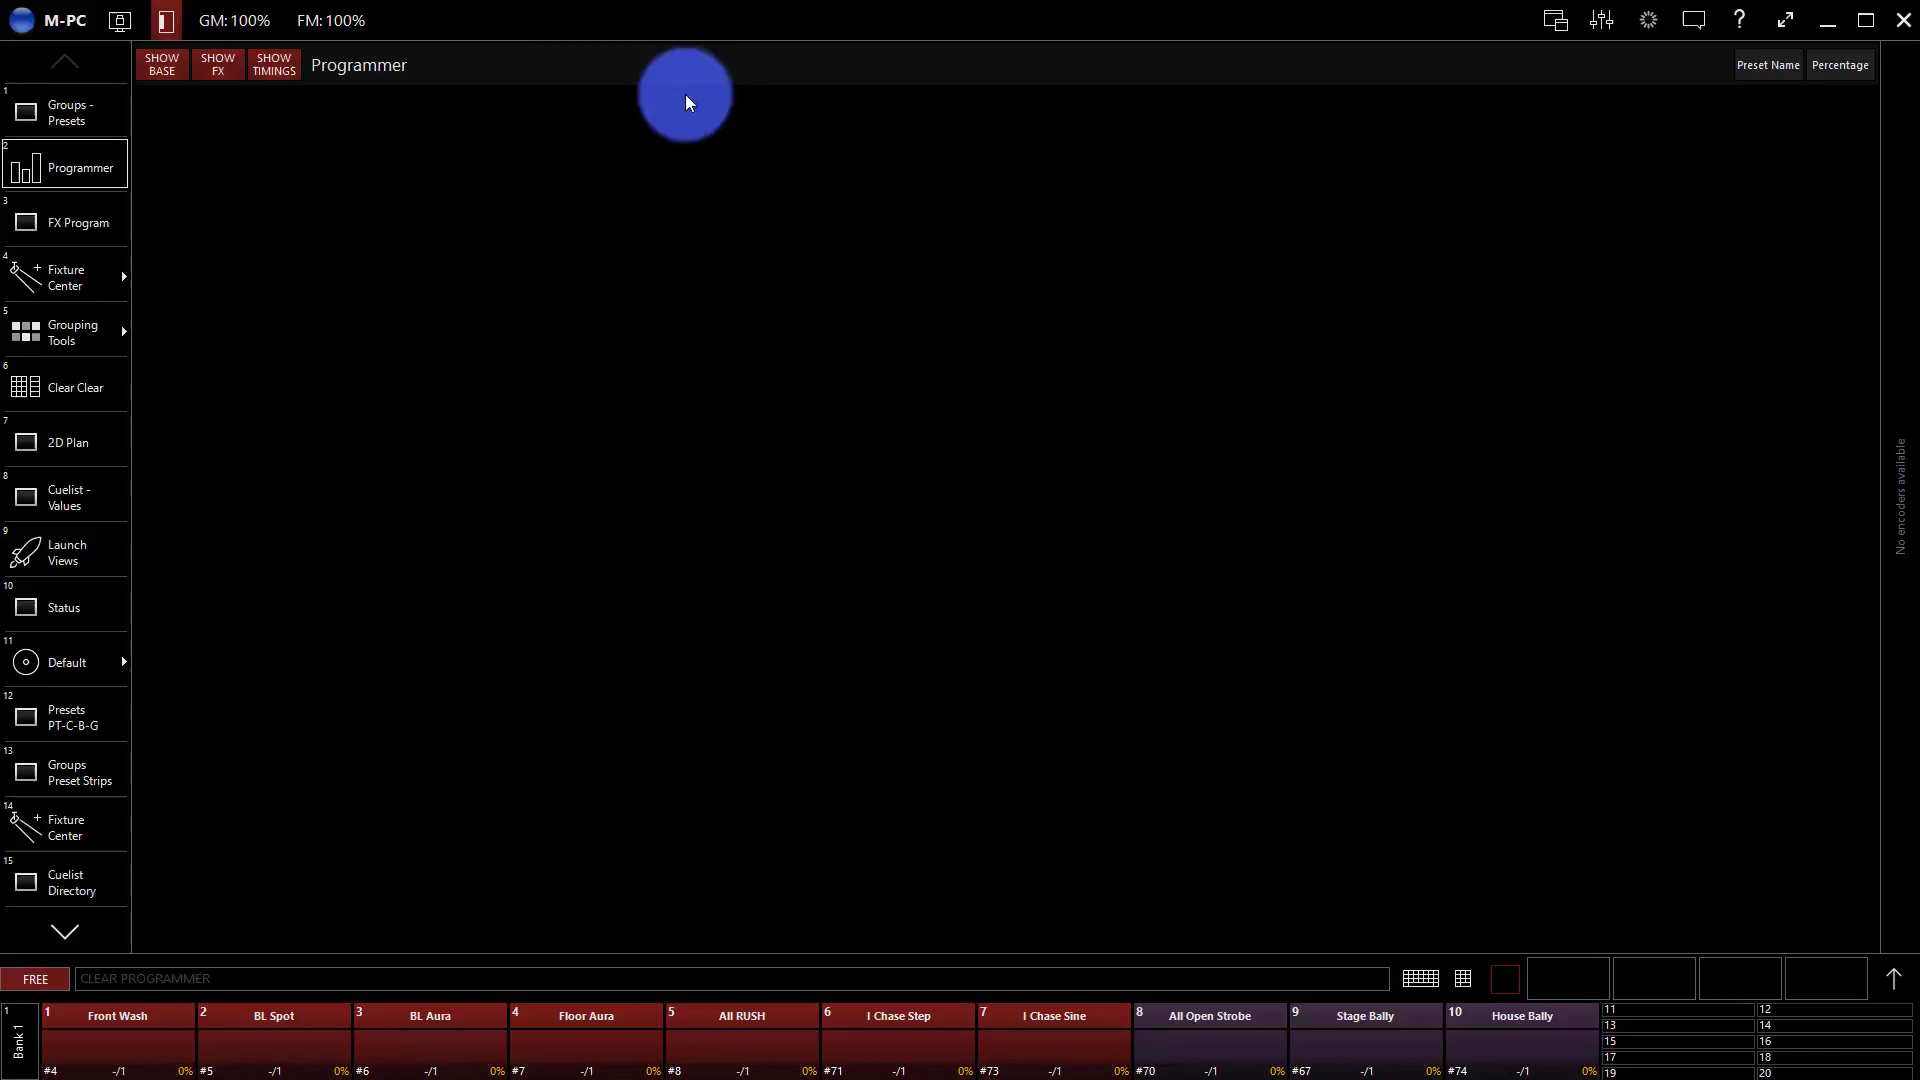 M-PC
GM: 100%
FM: 100%
SHOW BASE
SHOW FX
SHOW TIMINGS
Programmer
Preset Name
Percentage
1
Groups -
Presets
2
Programmer
3
FX Program
4
Fixture
Center
5
Grouping
Tools
6
Clear Clear
7
2D Plan
8
Cuelist -
Values
9
Launch
Views
10
Status
11
Default
12
Presets
PT-C-B-G
13
Groups
Preset Strips
14
Fixture
Center
15
Cuelist
Directory
No encoders available
FREE
CLEAR PROGRAMMER
1
Bank 1
1 Front Wash
#4 -/1 0%
2 BL Spot
#5 -/1 0%
3 BL Aura
#6 -/1 0%
4 Floor Aura
#7 -/1 0%
5 All RUSH
#8 -/1 0%
6 I Chase Step
#71 -/1 0%
7 I Chase Sine
#73 -/1 0%
8 All Open Strobe
#70 -/1 0%
9 Stage Bally
#67 -/1 0%
10 House Bally
#74 -/1 0%
11 12
13 14
15 16
17 18
19 20